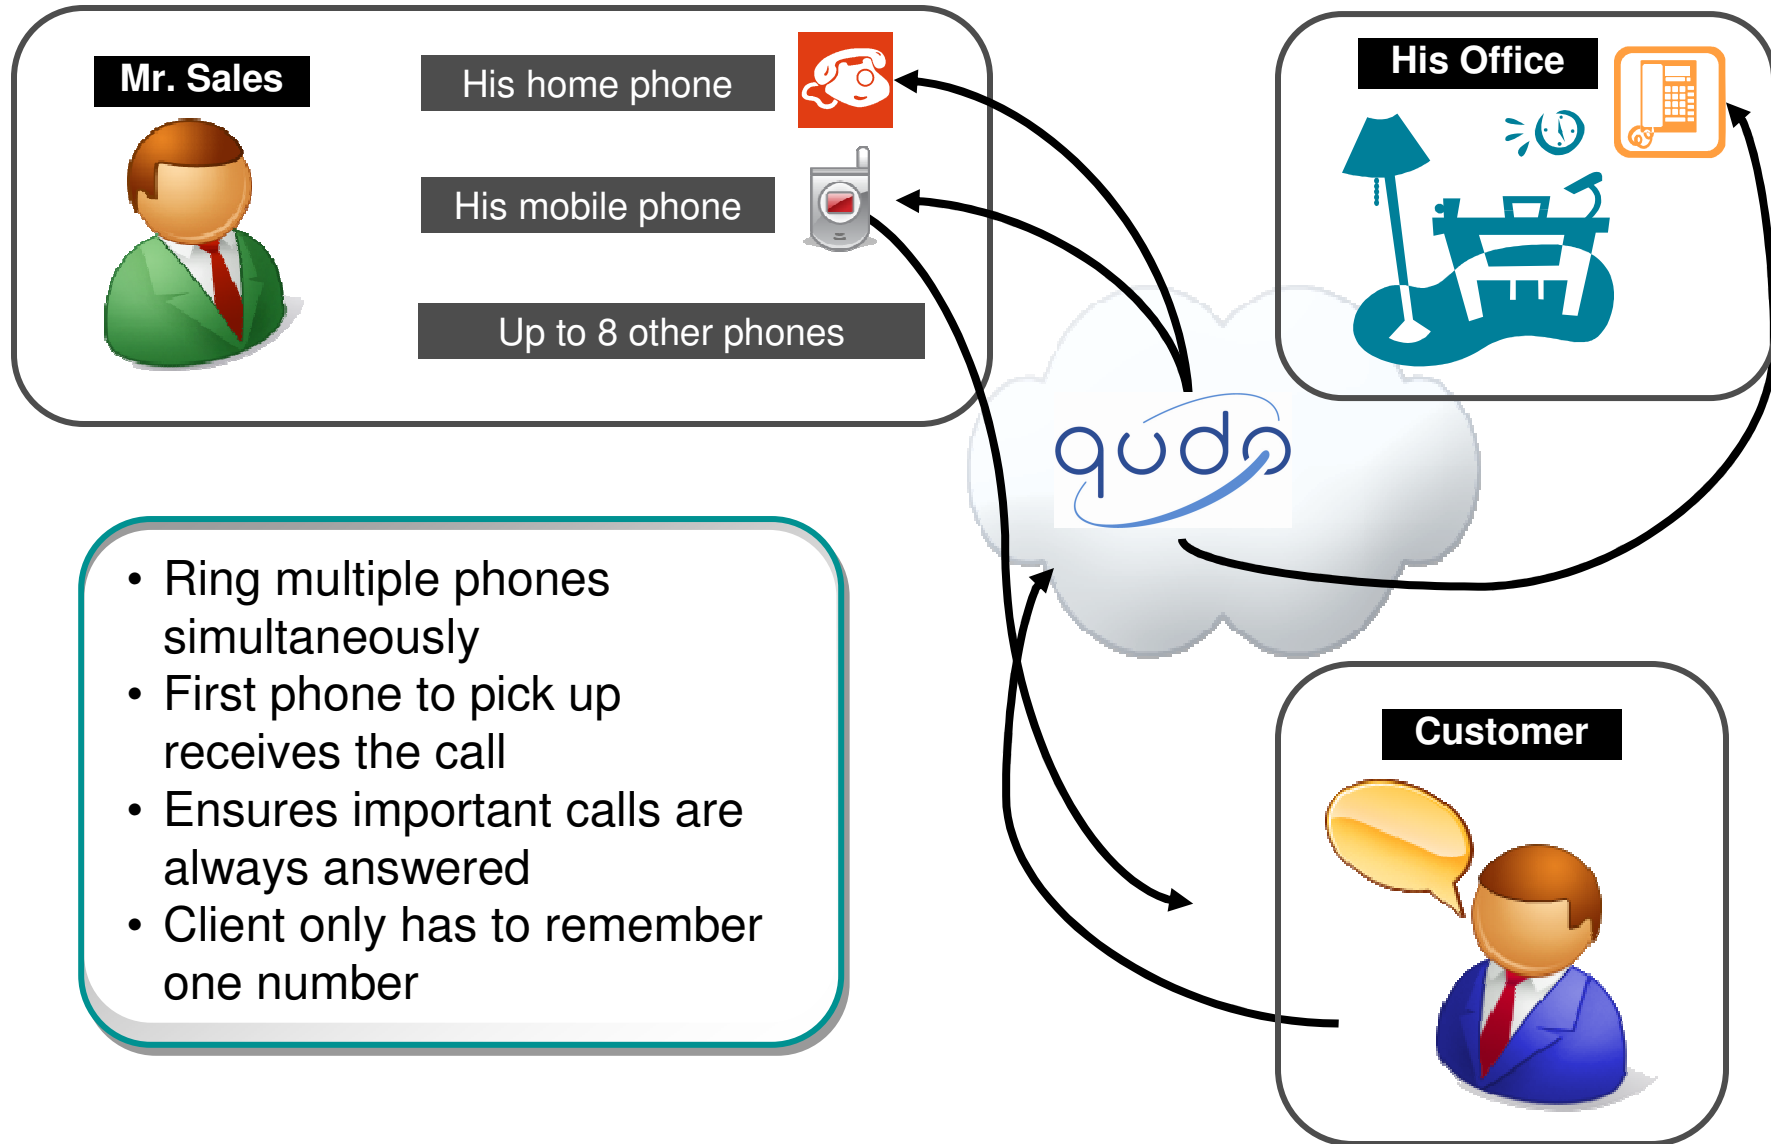 Mr. Sales
His home phone
His mobile phone
Up to 8 other phones
His Office
qudo
• Ring multiple phones
simultaneously
• First phone to pick up
receives the call
• Ensures important calls are
always answered
• Client only has to remember
one number
Customer